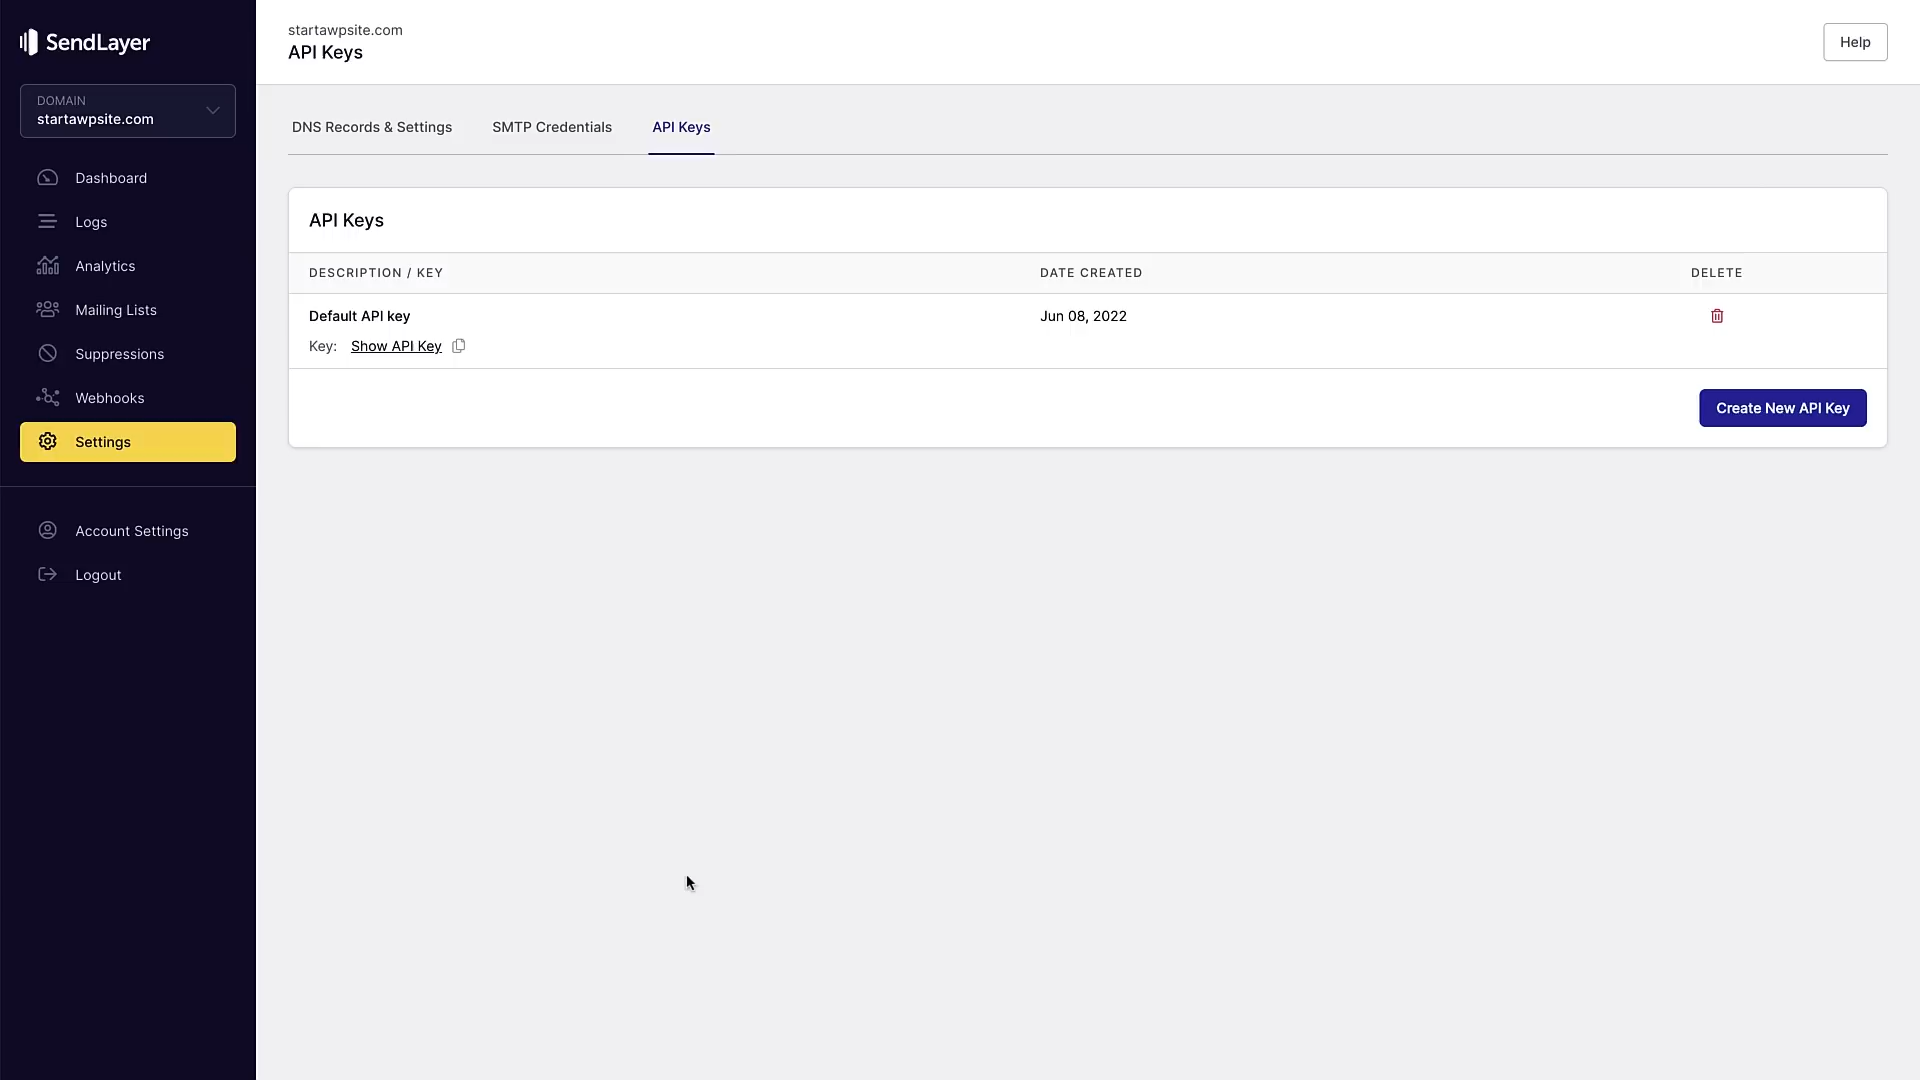 SendLayer
DOMAIN
startawpsite.com
Dashboard
Logs
Analytics
Mailing Lists
Suppressions
Webhooks
Settings
Account Settings
Logout
startawpsite.com
API Keys
Help
DNS Records & Settings
SMTP Credentials
API Keys
API Keys
DESCRIPTION / KEY
DATE CREATED
DELETE
Default API key
Jun 08, 2022
Key: Show API Key
Create New API Key